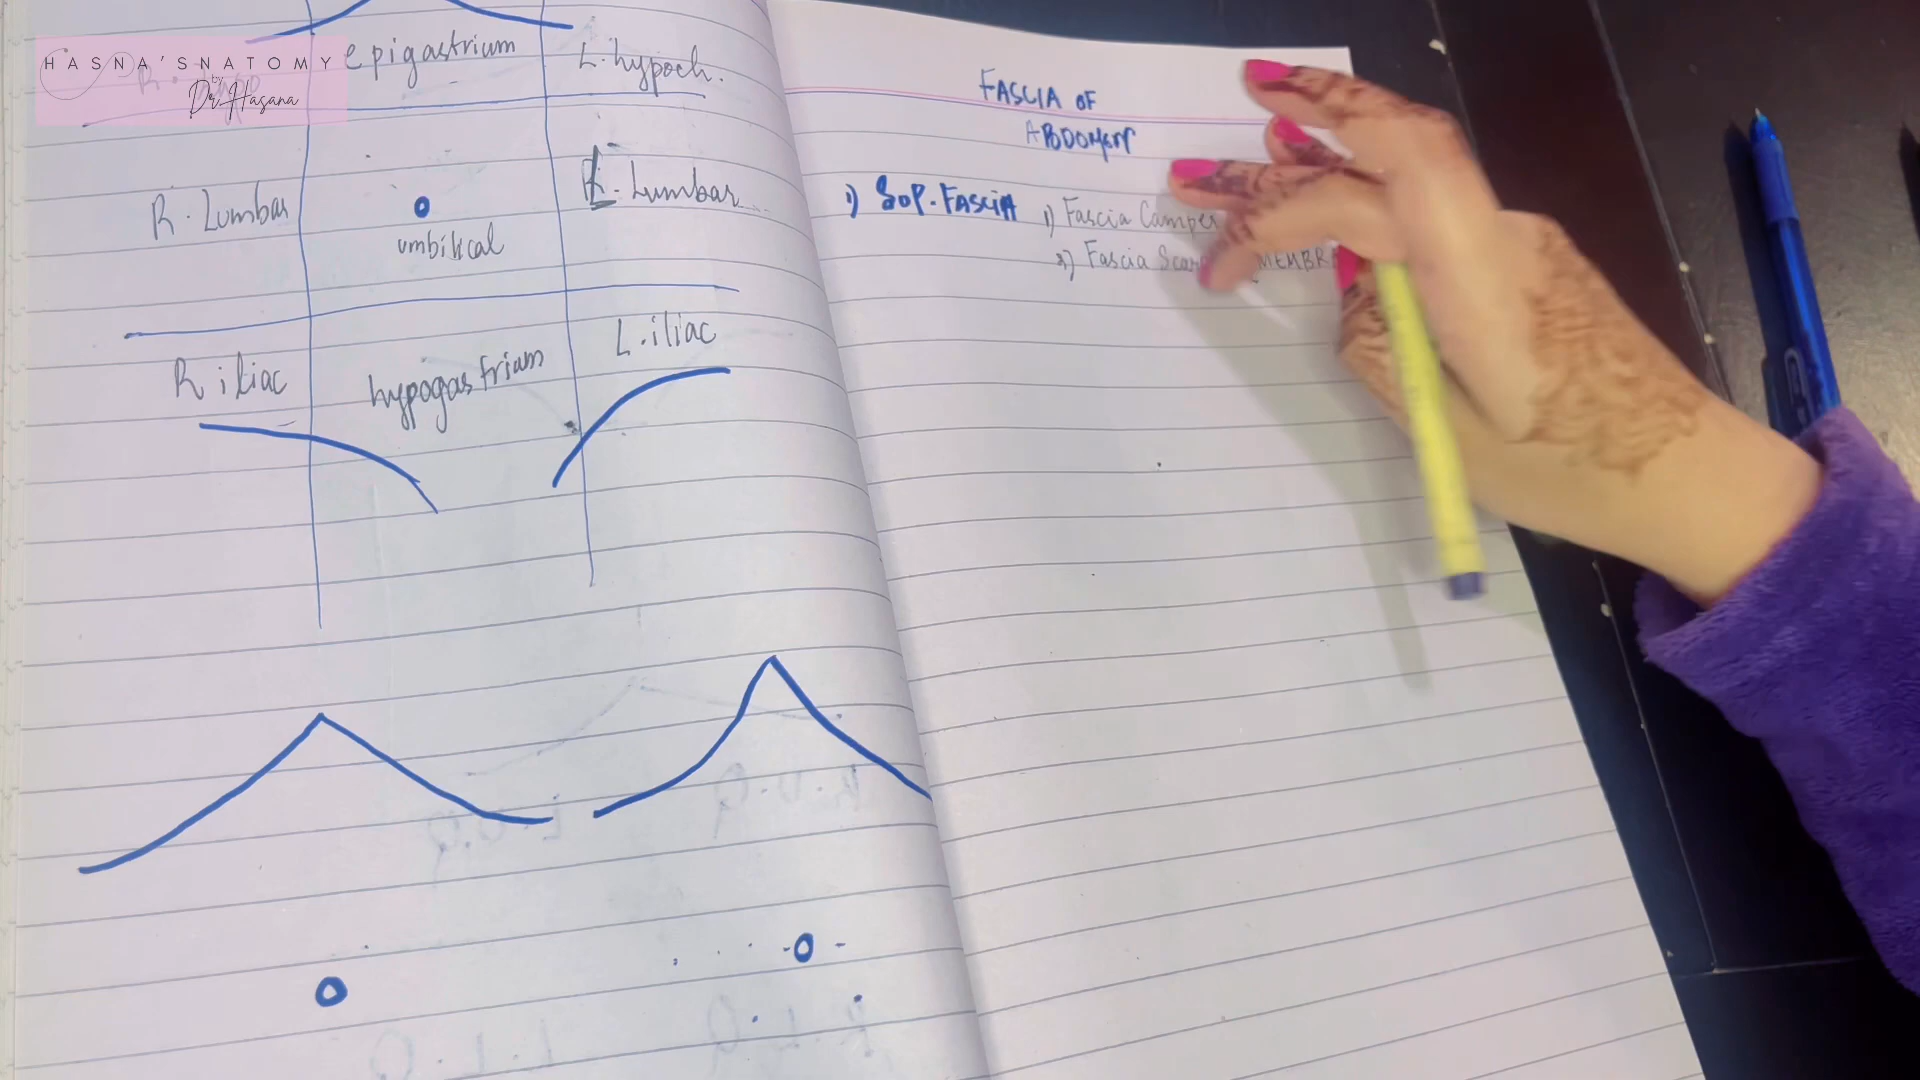 HASNA'SNATOMY
by
Dr.Hasana
epigastrium
L.hypoch.
R.Lumbar
umbilical
L.Lumbar
R iliac
hypogastrium
L.iliac
FASCIA OF
ABDOMEN
1) SUP.FASCIA 1) Fascia Camper
2) Fascia
L.U.Q
R.U.Q
L.L.Q
R.L.Q